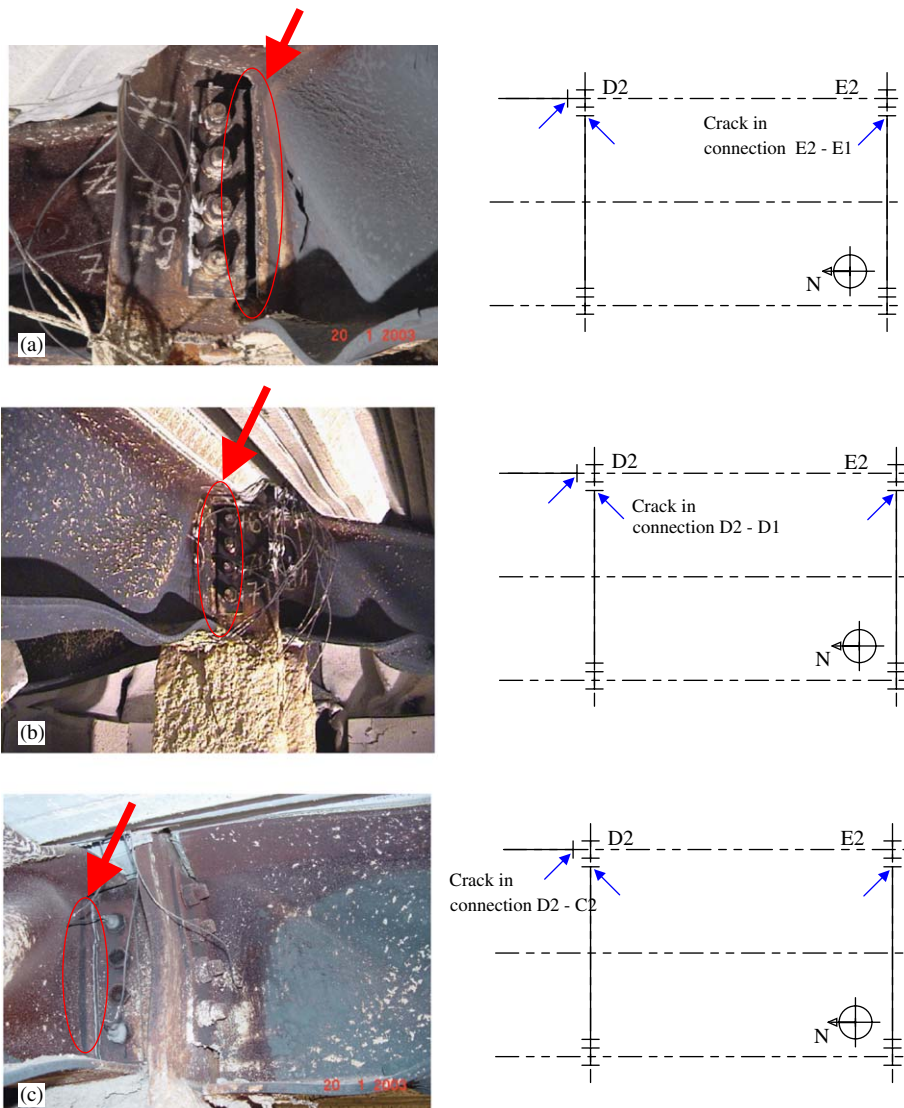 D2
E2
Crack in
connection E2 - E1
N
(a)
20 1 2003
D2
E2
Crack in
connection D2 - D1
N
(b)
D2
E2
Crack in
connection D2 - C2
N
(c)
20 1 2003